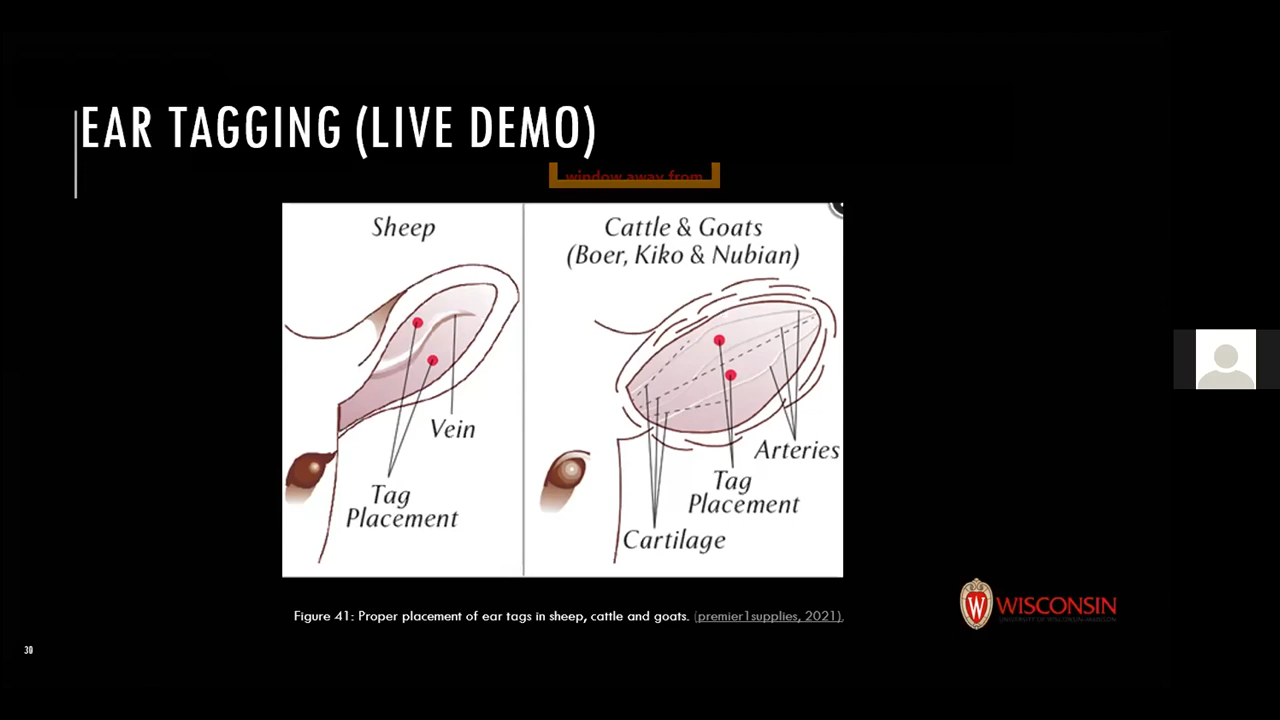 EAR TAGGING (LIVE DEMO)
window away from
Sheep
Vein
Tag
Placement
Cattle & Goats
(Boer, Kiko & Nubian)
Arteries
Tag
Placement
Cartilage
Figure 41: Proper placement of ear tags in sheep, cattle and goats. (premier1supplies, 2021).
W WISCONSIN
UNIVERSITY OF WISCONSIN-MADISON
30